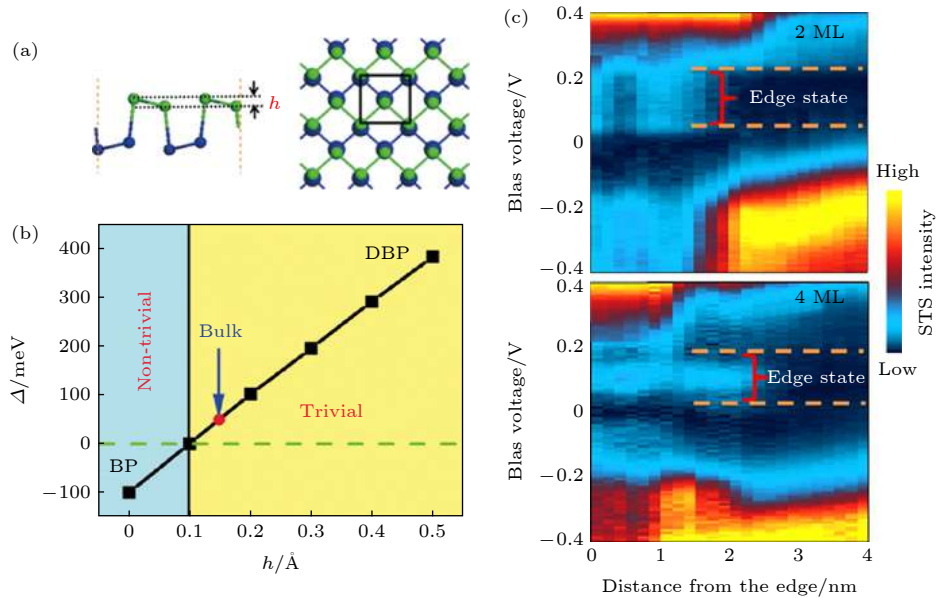 (a)
h
(b)
Δ/meV
400
300
200
100
0
−100
Non-trivial
BP
Bulk
DBP
Trivial
0
0.1
0.2
0.3
0.4
0.5
h/Å
(c)
Blas voltage/V
0.4
0.2
0
−0.2
−0.4
2 ML
Edge state
Blas voltage/V
0.4
0.2
0
−0.2
−0.4
4 ML
Edge state
0
1
2
3
4
Distance from the edge/nm
High
STS intensity
Low